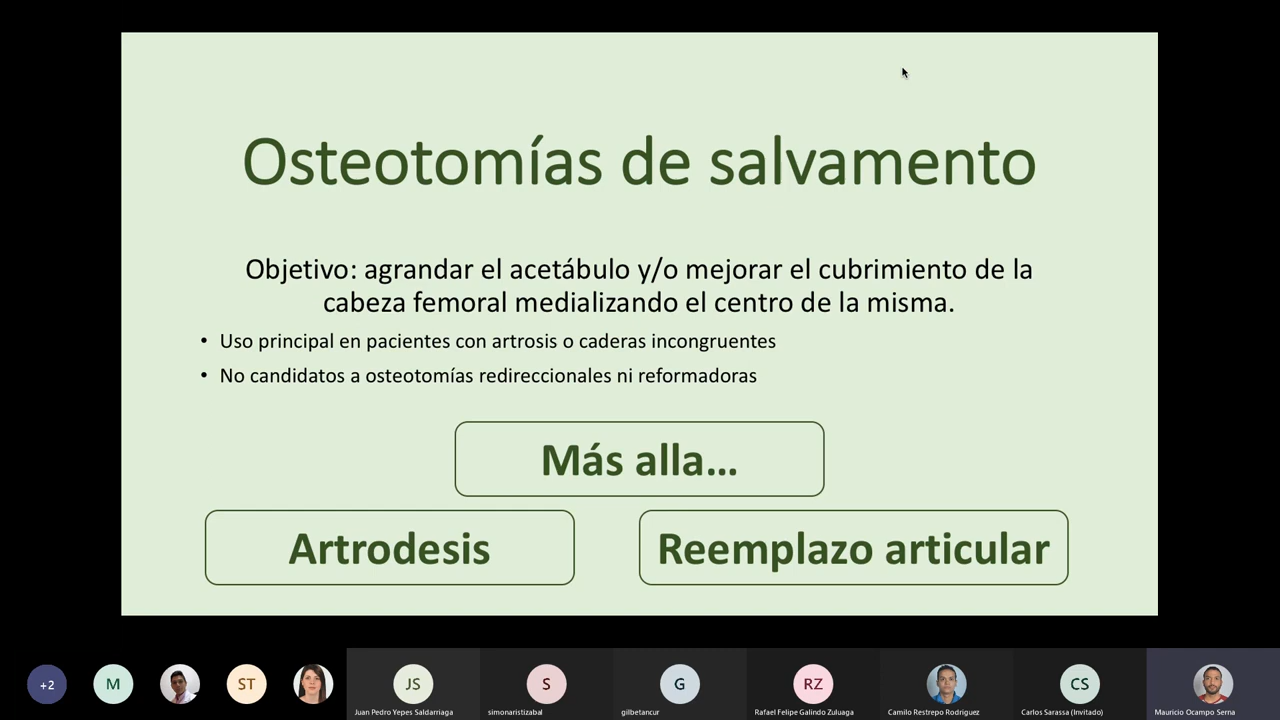 Osteotomías de salvamento
Objetivo: agrandar el acetábulo y/o mejorar el cubrimiento de la
cabeza femoral medializando el centro de la misma.
• Uso principal en pacientes con artrosis o caderas incongruentes
• No candidatos a osteotomías redireccionales ni reformadoras
Más alla...
Artrodesis
Reemplazo articular
+2
M
ST
JS
S
G
RZ
CS
Juan Pedro Yepes Saldarriaga
simonaristizabal
gilbetancur
Rafael Felipe Galindo Zuluaga
Camilo Restrepo Rodriguez
Carlos Sarassa (Invitado)
Mauricio Ocampo Serna